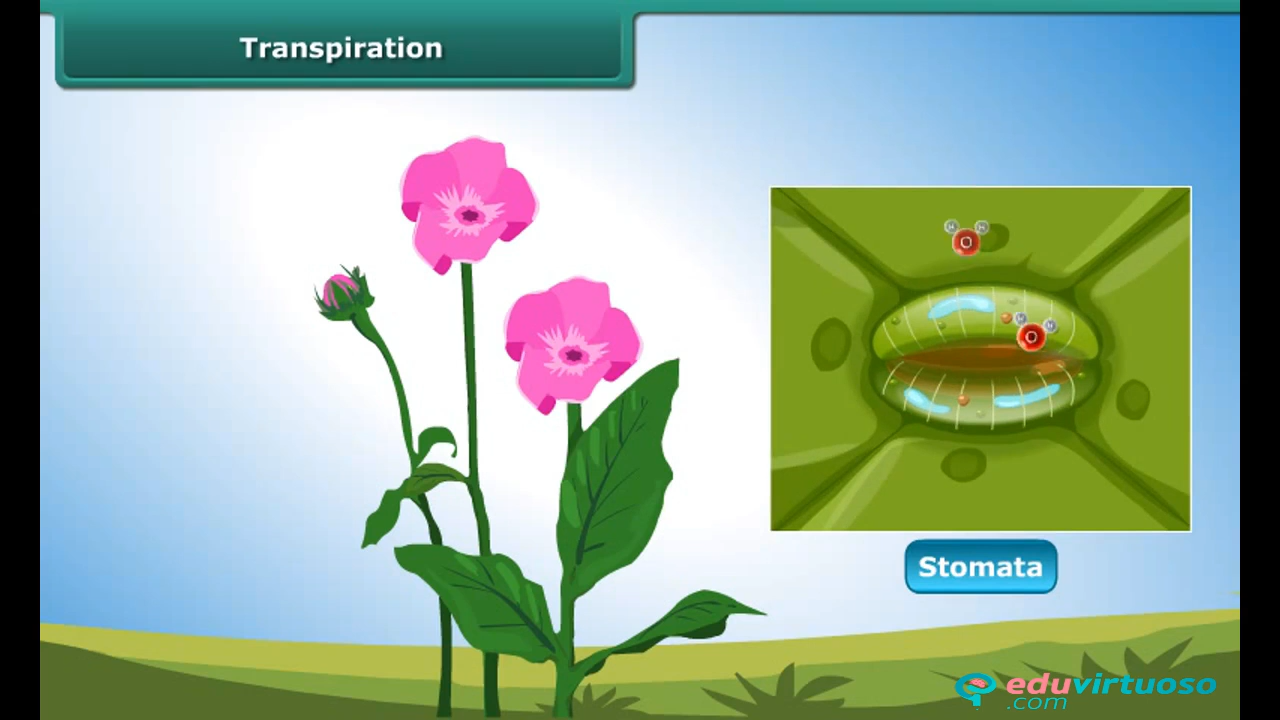 Transpiration
H H
O
H H
O
Stomata
eduvirtuoso
.com